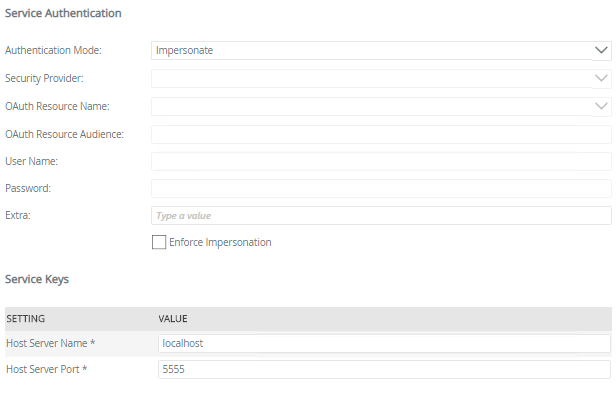 Service Authentication
Authentication Mode: Impersonate
Security Provider:
OAuth Resource Name:
OAuth Resource Audience:
User Name:
Password:
Extra: Type a value
Enforce Impersonation
Service Keys
SETTING VALUE
Host Server Name * localhost
Host Server Port * 5555